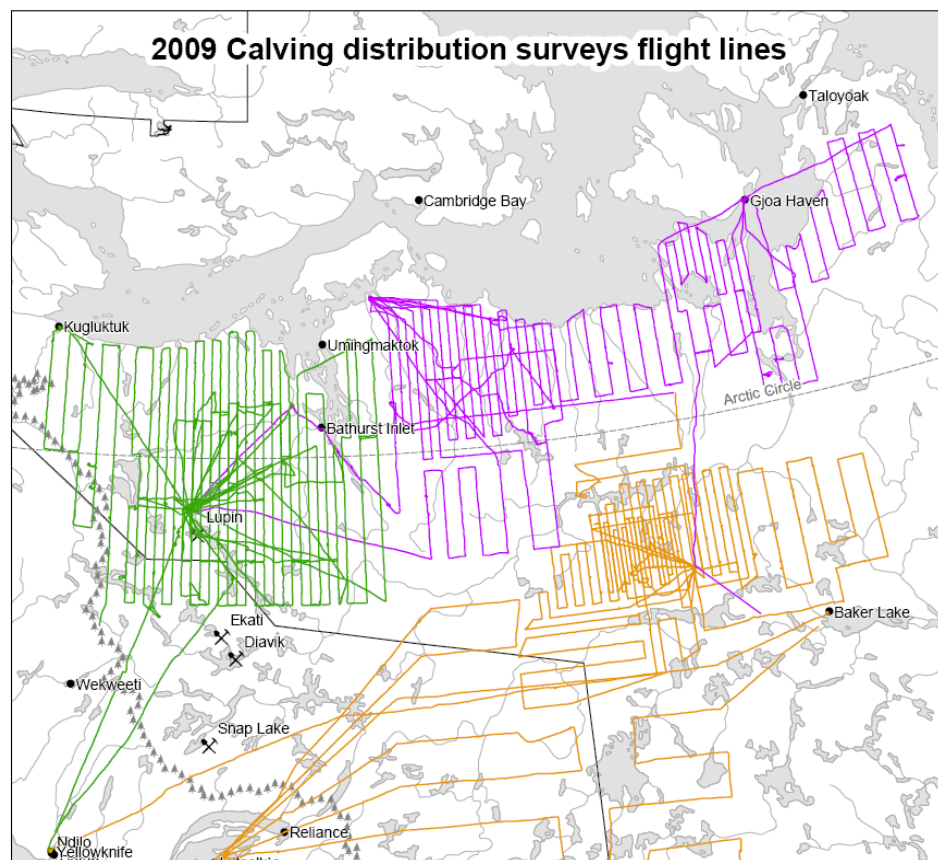 2009 Calving distribution surveys flight lines
Taloyoak
Cambridge Bay
Gjoa Haven
Kugluktuk
Umingmaktok
Arctic Circle
Bathurst Inlet
Lupin
Baker Lake
Ekati
Diavik
Wekweeti
Snap Lake
Reliance
Ndilo
Yellowknife